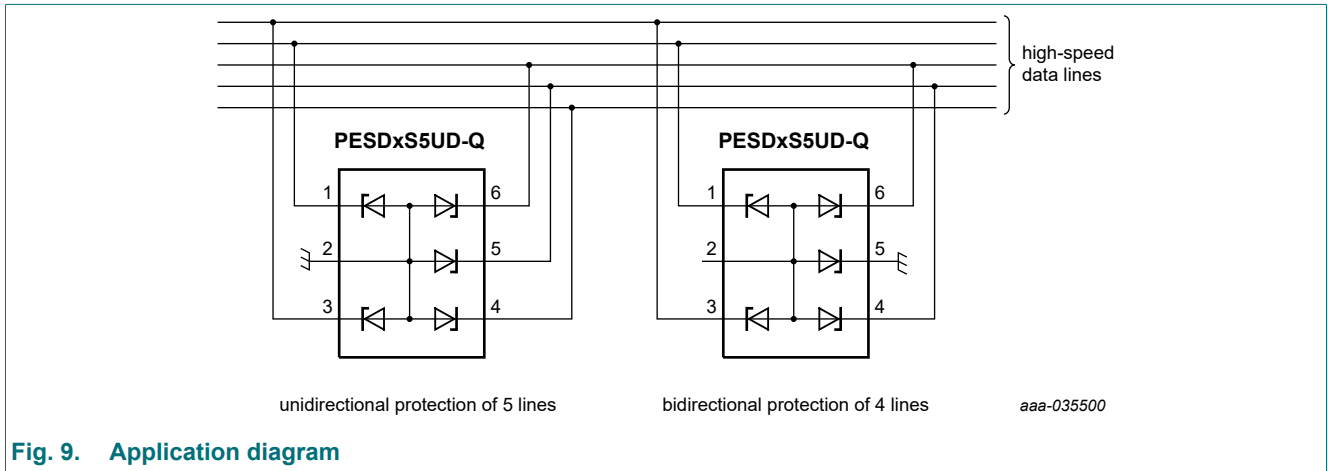 high-speed
data lines
PESDxS5UD-Q
PESDxS5UD-Q
1
6
2
5
3
4
1
6
2
5
3
4
unidirectional protection of 5 lines
bidirectional protection of 4 lines
aaa-035500
Fig. 9. Application diagram